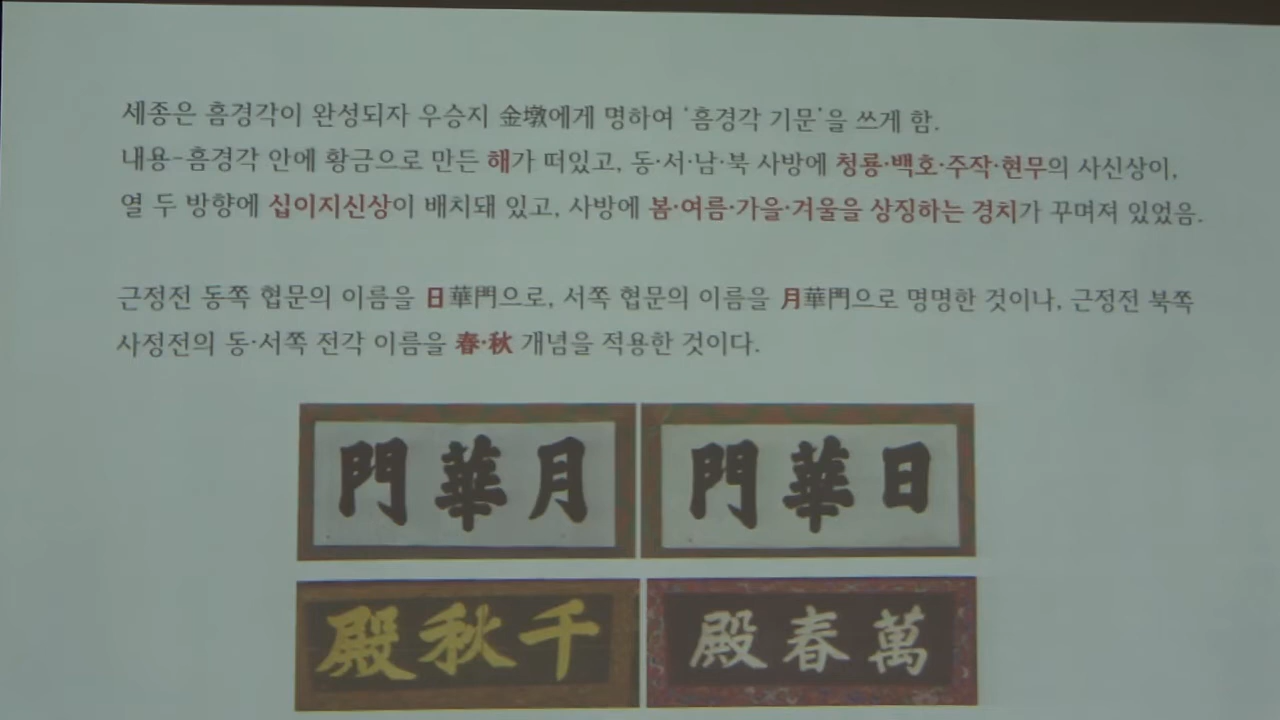 세종은 흠경각이 완성되자 우승지 金墩에게 명하여 ‘흠경각 기문’을 쓰게 함.
내용-흠경각 안에 황금으로 만든 해가 떠있고, 동·서·남·북 사방에 청룡·백호·주작·현무의 사신상이,
열 두 방향에 십이지신상이 배치돼 있고, 사방에 봄·여름·가을·겨울을 상징하는 경치가 꾸며져 있었음.
근정전 동쪽 협문의 이름을 日華門으로, 서쪽 협문의 이름을 月華門으로 명명한 것이나, 근정전 북쪽
사정전의 동·서쪽 전각 이름을 春·秋 개념을 적용한 것이다.
門華月
門華日
殿秋千
殿春萬